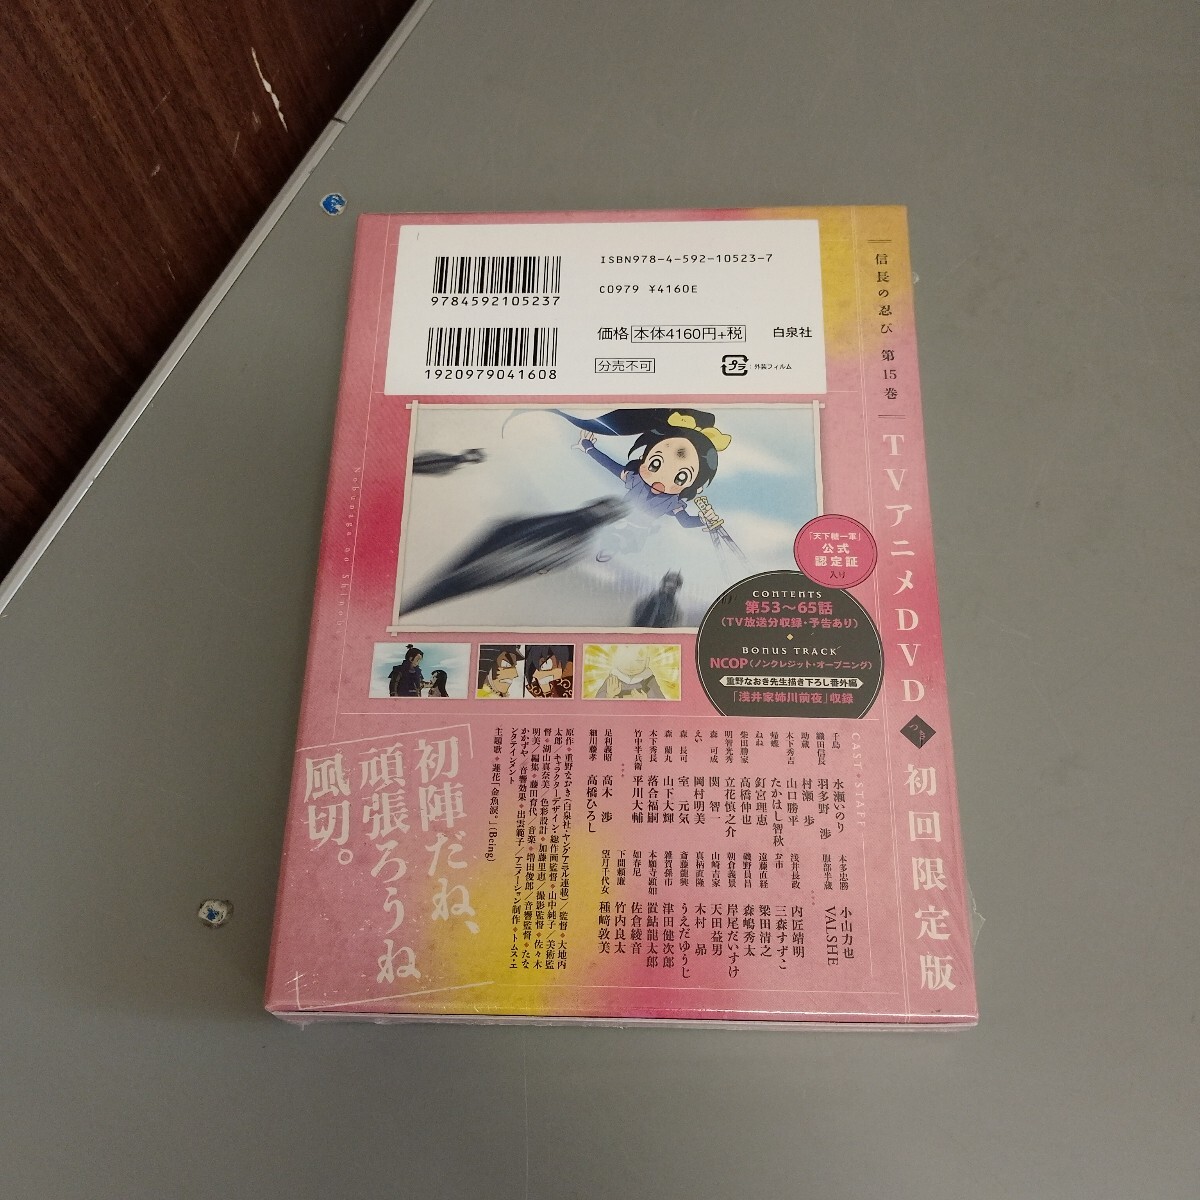 ISBN978-4-592-10523-7
9784592105237
C0979 ¥4160E
価格 本体4160円+税 白泉社
1920979041608
分売不可
プラ 外装フィルム
信長の忍び 第15巻
TVアニメDVDつき 初回限定版
Nobunaga no Shinobi
「天下轄一軍」
公式
認定証
入り
CONTENTS
第53〜65話
(TV放送分収録・予告あり)
BONUS TRACK
NCOP(ノンクレジット・オープニング)
重野なおき先生描き下ろし番外編
「浅井家姉川前夜」収録
CAST・STAFF
千鳥 水瀬いのり
織田信長 羽多野 渉
助蔵 村瀬 歩
木下秀吉 山口勝平
帰蝶 たかはし智秋
ねね 釘宮理恵
柴田勝家 高橋伸也
明智光秀 立花慎之介
森 可成 関 智一
えい 岡村明美
森 長可 室 元気
森 蘭丸 山下大輝
木下秀長 落合福嗣
竹中半兵衛 平川大輔
足利義昭 高木 渉
細川藤孝 高橋ひろし
本多忠勝 小山力也
服部半蔵 VALSHE
浅井長政 内匠靖明
お市 三森すずこ
遠藤直経 梁田清之
磯野員昌 森嶋秀太
朝倉義景 岸尾だいすけ
山崎吉家 天田益男
真柄直隆 木村 昴
斎藤龍興 うえだゆうじ
雑賀孫市 津田健次郎
本願寺顕如 置鮎龍太郎
如春尼 佐倉綾音
下間頼廉 竹内良太
望月千代女 種﨑敦美
原作・重野なおき(白泉社・ヤングアニマル連載)/監督・大地丙
太郎/キャラクターデザイン・総作画監督・山中純子/美術監
督・湖山真奈美/色彩設計・加藤里恵/撮影監督・佐々木
明美/編集・藤田育代/音楽・増田俊郎/音響監督・たな
かかずや/音響効果・出雲範子/アニメーション制作・トムス・エ
ンタテインメント
主題歌・蓮花「金魚涙。」(Being)
「初陣だね、
頑張ろうね
風切。